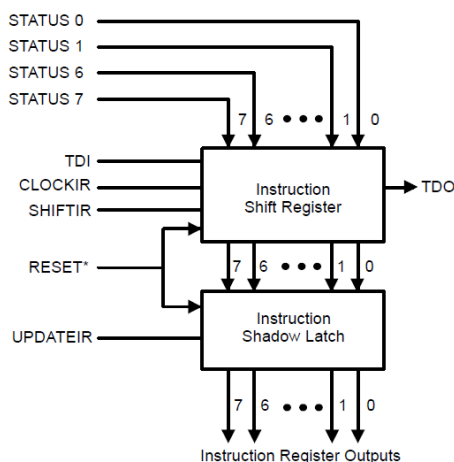 STATUS 0
STATUS 1
STATUS 6
STATUS 7
7 6 ••• 1 0
TDI
CLOCKIR
SHIFTIR
Instruction
Shift Register
TDO
RESET*
7 6 ••• 1 0
UPDATEIR
Instruction
Shadow Latch
7 6 ••• 1 0
Instruction Register Outputs